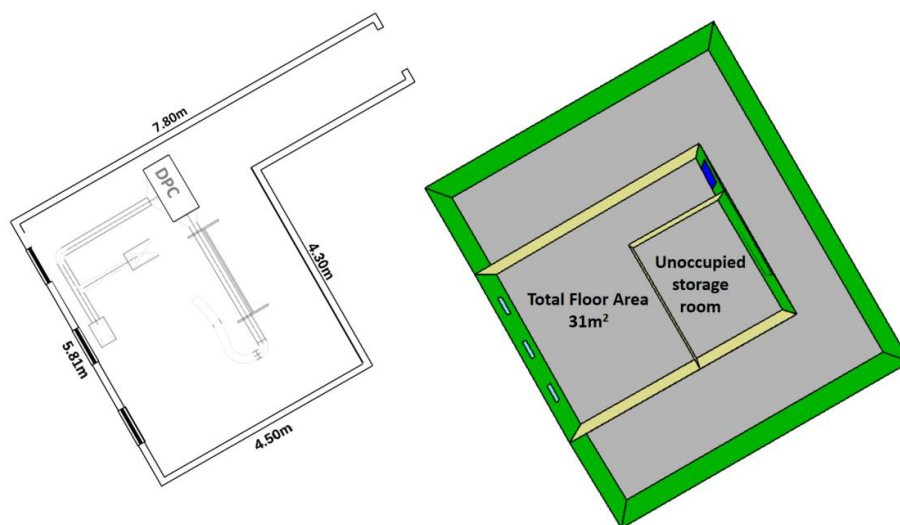 7.80m
DPC
4.30m
5.81m
4.50m
Total Floor Area
31m²
Unoccupied
storage
room